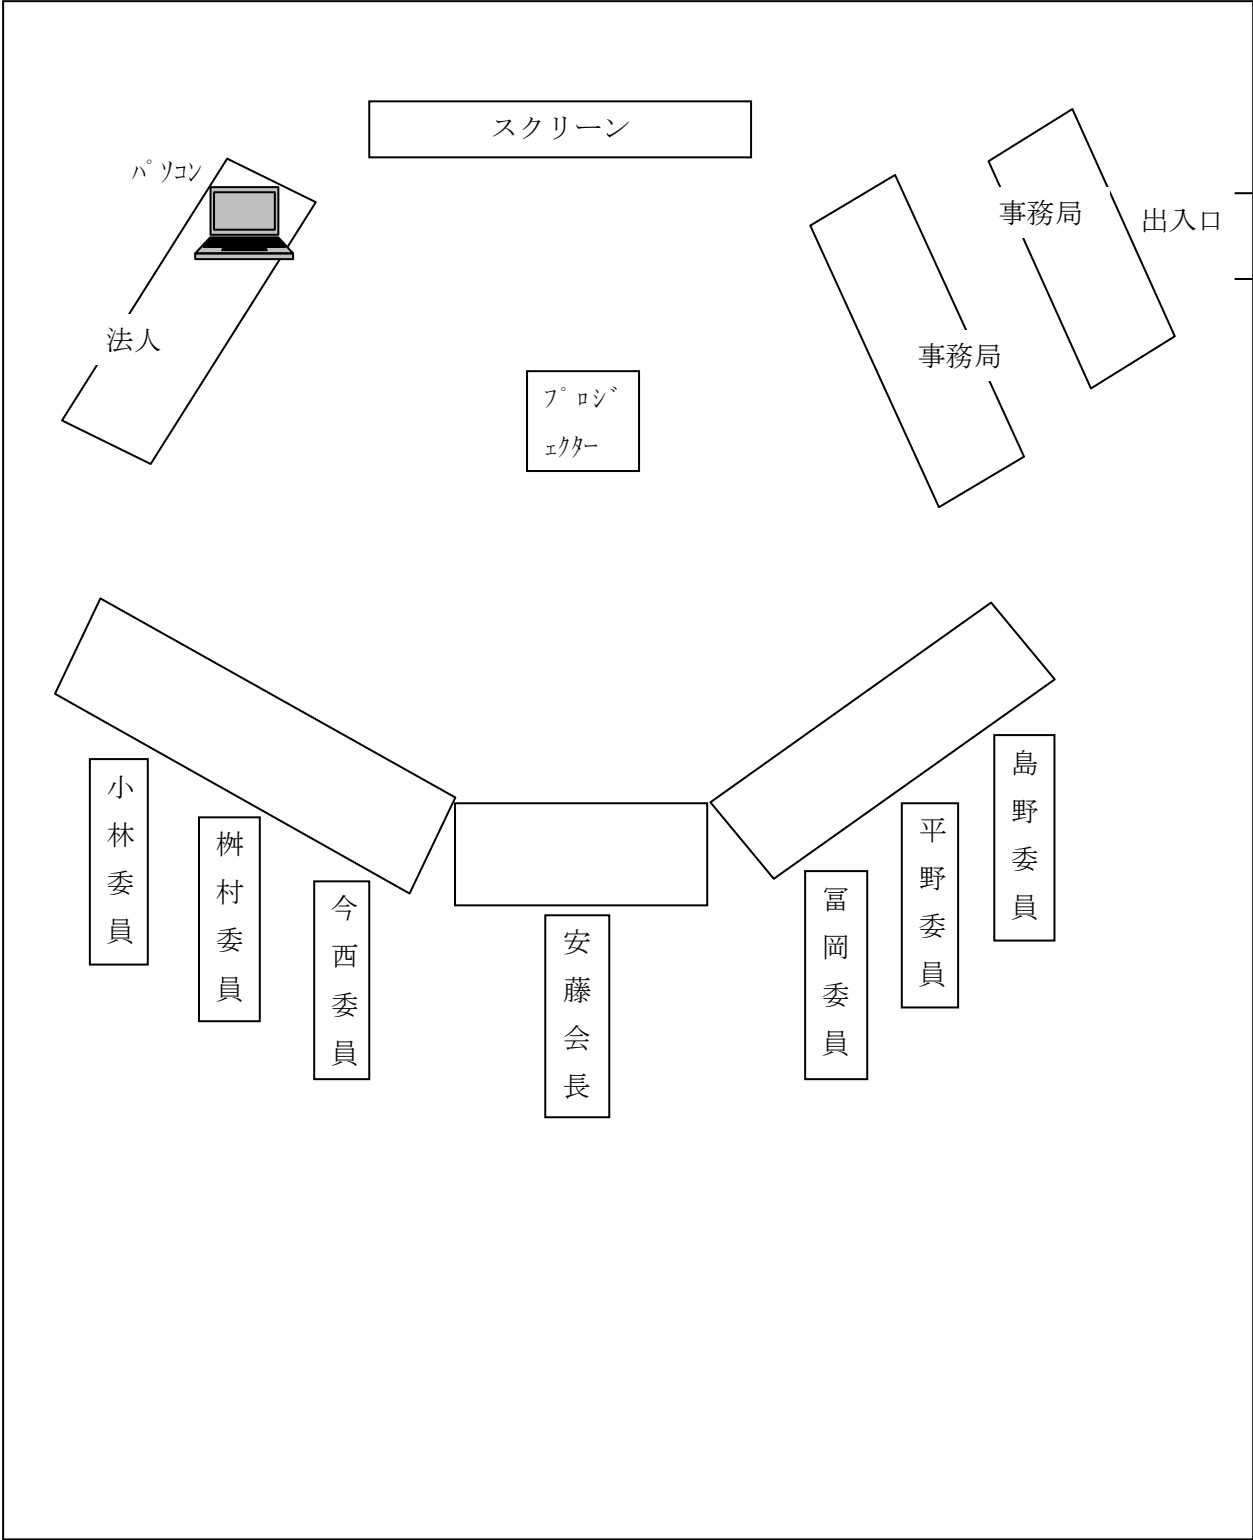 スクリーン
パソコン
事務局
出入口
法人
事務局
プロジ
ェクター
小林委員
桝村委員
今西委員
安藤会長
冨岡委員
平野委員
島野委員